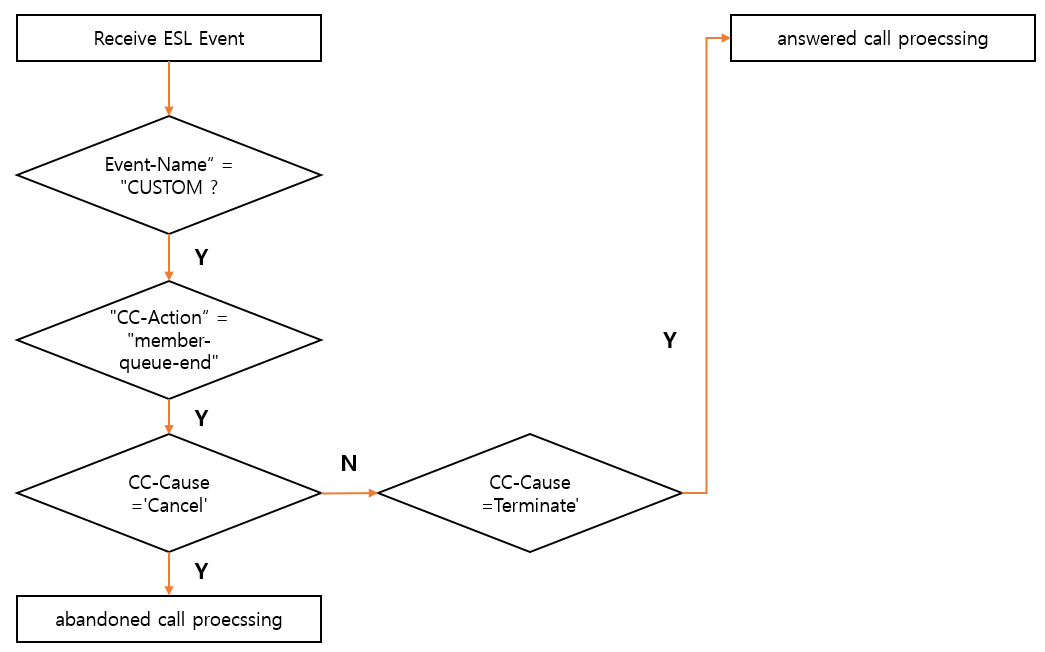 Receive ESL Event
answered call proecssing
Event-Name“ =
"CUSTOM ?
Y
"CC-Action“ =
"member-
queue-end"
Y
Y
CC-Cause
='Cancel'
N
CC-Cause
=Terminate'
Y
abandoned call proecssing